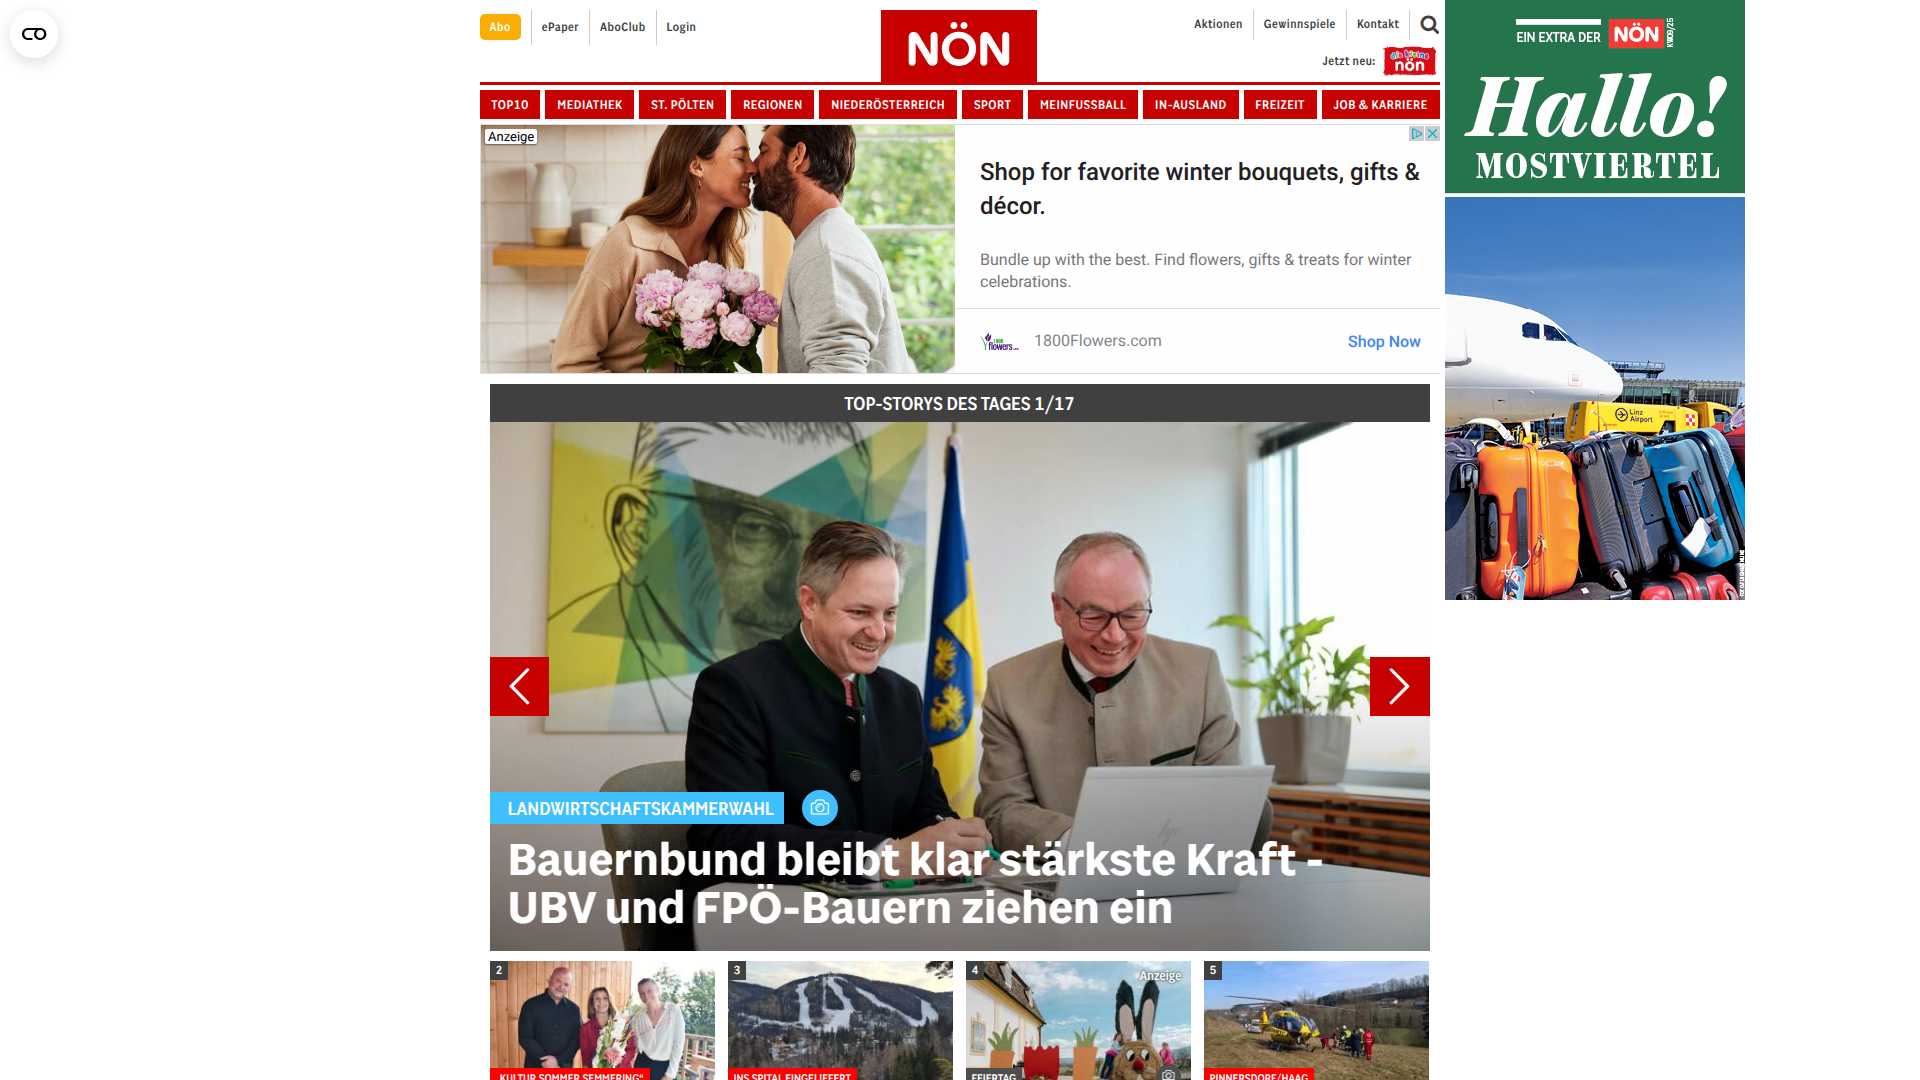 Abo
ePaper
AboClub
Login
NÖN
Aktionen
Gewinnspiele
Kontakt
Jetzt neu:
die kleine
nön
TOP10
MEDIATHEK
ST. PÖLTEN
REGIONEN
NIEDERÖSTERREICH
SPORT
MEINFUSSBALL
IN-AUSLAND
FREIZEIT
JOB & KARRIERE
Anzeige
Shop for favorite winter bouquets, gifts &
décor.
Bundle up with the best. Find flowers, gifts & treats for winter
celebrations.
1800Flowers.com
Shop Now
EIN EXTRA DER NÖN
Hallo!
MOSTVIERTEL
Linz
Airport
TOP-STORYS DES TAGES 1/17
LANDWIRTSCHAFTSKAMMERWAHL
Bauernbund bleibt klar stärkste Kraft -
UBV und FPÖ-Bauern ziehen ein
2
KULTUR.SOMMER.SEMMERING"
3
INS SPITAL EINGELIEFERT
4
Anzeige
FEIERTAG
5
PINNERSDORF/HAAG